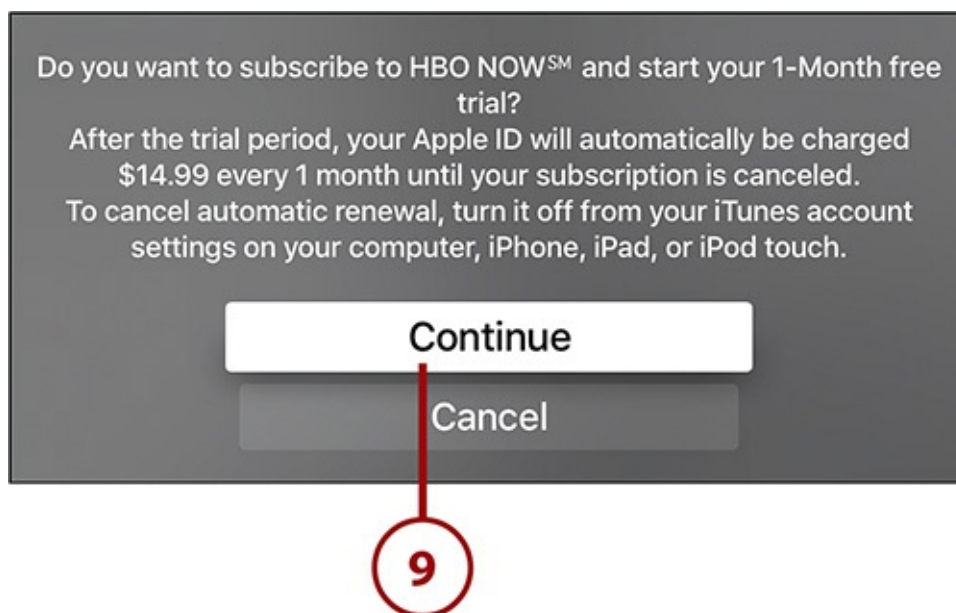 Do you want to subscribe to HBO NOW℠ and start your 1-Month free
trial?
After the trial period, your Apple ID will automatically be charged
$14.99 every 1 month until your subscription is canceled.
To cancel automatic renewal, turn it off from your iTunes account
settings on your computer, iPhone, iPad, or iPod touch.
Continue
Cancel
9